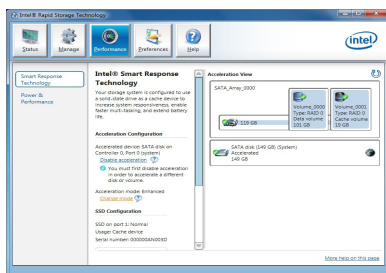 Intel® Rapid Storage Technology
Status
Manage
Performance
Preferences
Help
intel
Smart Response
Technology
Power &
Performance
Intel® Smart Response
Technology
Your storage system is configured to use
a solid-state drive as a cache device to
increase system responsiveness, enable
faster multi-tasking, and extend battery
life.
Acceleration Configuration
Accelerated device: SATA disk on
Controller 0, Port 0 (system)
Disable acceleration
You must first disable acceleration
in order to accelerate a different
disk or volume.
Acceleration mode: Enhanced
Change mode
SSD Configuration
SSD on port 1: Normal
Usage: Cache device
Serial number: 000000AN003D
Acceleration View
SATA_Array_0000
119 GB
Volume_0000
Type: RAID 0
Data volume
101 GB
Volume_0001
Type: RAID 0
Cache volume
19 GB
SATA disk (149 GB) (System)
Accelerated
149 GB
More help on this page